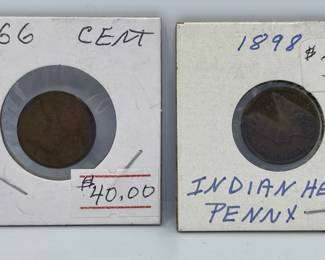 66 CENT
$40.00
1898
$
INDIAN HE
PENNY